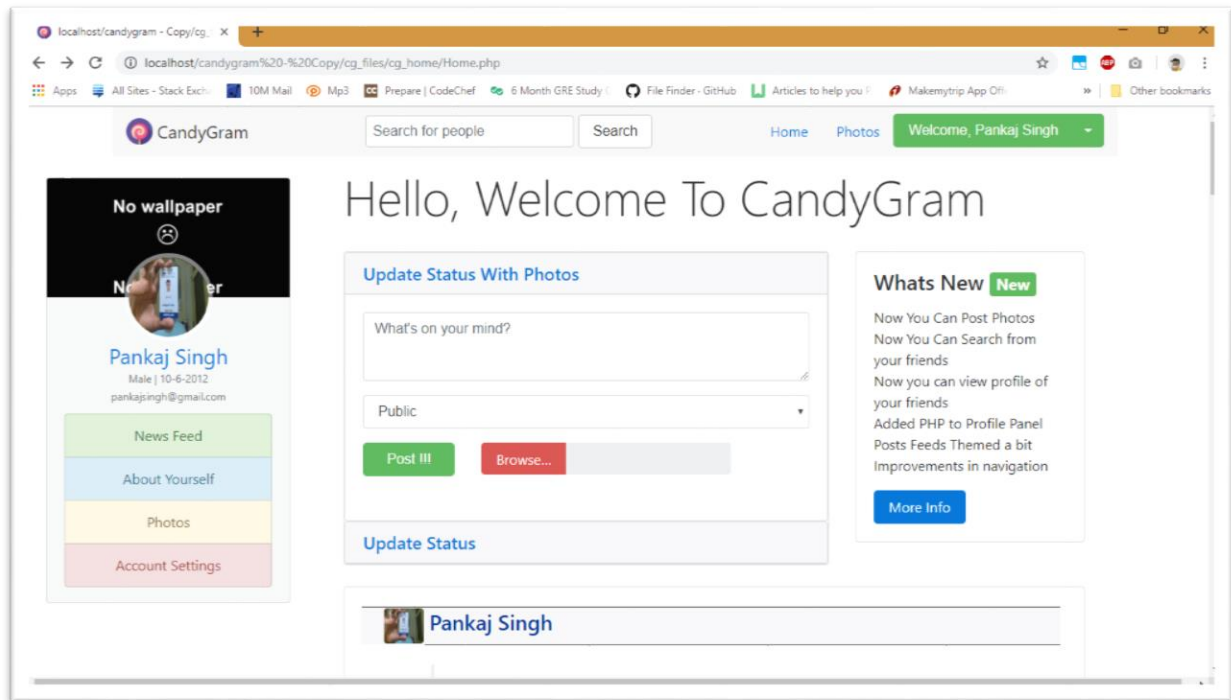 localhost/candygram - Copy/cg_
localhost/candygram%20-%20Copy/cg_files/cg_home/Home.php
Apps All Sites - Stack Exch 10M Mail Mp3 Prepare | CodeChef 6 Month GRE Study File Finder · GitHub Articles to help you Makemytrip App Off » Other bookmarks
CandyGram
Search for people
Search
Home Photos Welcome, Pankaj Singh
No wallpaper
Pankaj Singh
Male | 10-6-2012
pankajsingh@gmail.com
News Feed
About Yourself
Photos
Account Settings
Hello, Welcome To CandyGram
Update Status With Photos
What's on your mind?
Public
Post !!! Browse...
Update Status
Whats New New
Now You Can Post Photos
Now You Can Search from
your friends
Now you can view profile of
your friends
Added PHP to Profile Panel
Posts Feeds Themed a bit
Improvements in navigation
More Info
Pankaj Singh